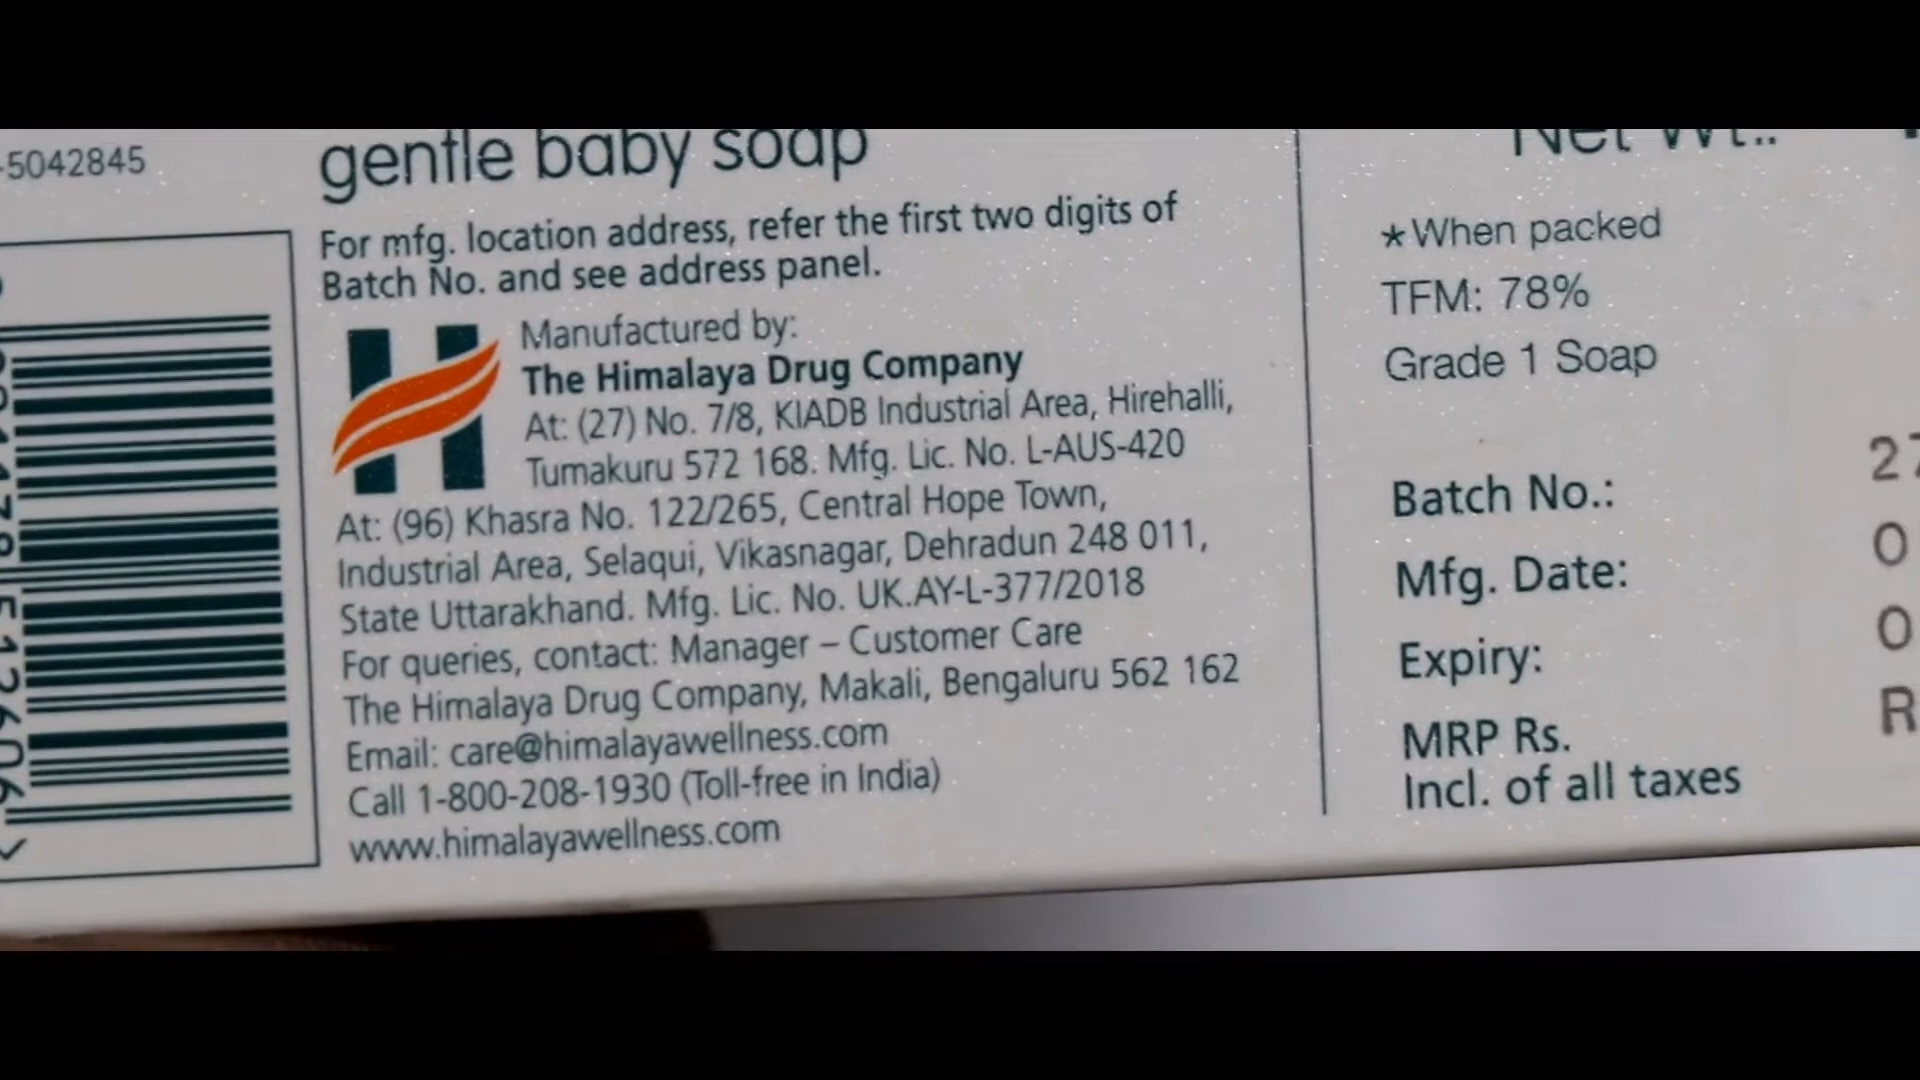 -5042845
gentle baby soap
For mfg. location address, refer the first two digits of
Batch No. and see address panel.
Manufactured by:
The Himalaya Drug Company
At: (27) No. 7/8, KIADB Industrial Area, Hirehalli,
Tumakuru 572 168. Mfg. Lic. No. L-AUS-420
At: (96) Khasra No. 122/265, Central Hope Town,
Industrial Area, Selaqui, Vikasnagar, Dehradun 248 011,
State Uttarakhand. Mfg. Lic. No. UK.AY-L-377/2018
For queries, contact: Manager – Customer Care
The Himalaya Drug Company, Makali, Bengaluru 562 162
Email: care@himalayawellness.com
Call 1-800-208-1930 (Toll-free in India)
www.himalayawellness.com
Net Wt.:
*When packed
TFM: 78%
Grade 1 Soap
Batch No.: 27
Mfg. Date: 0
Expiry: 0
MRP Rs. R
Incl. of all taxes